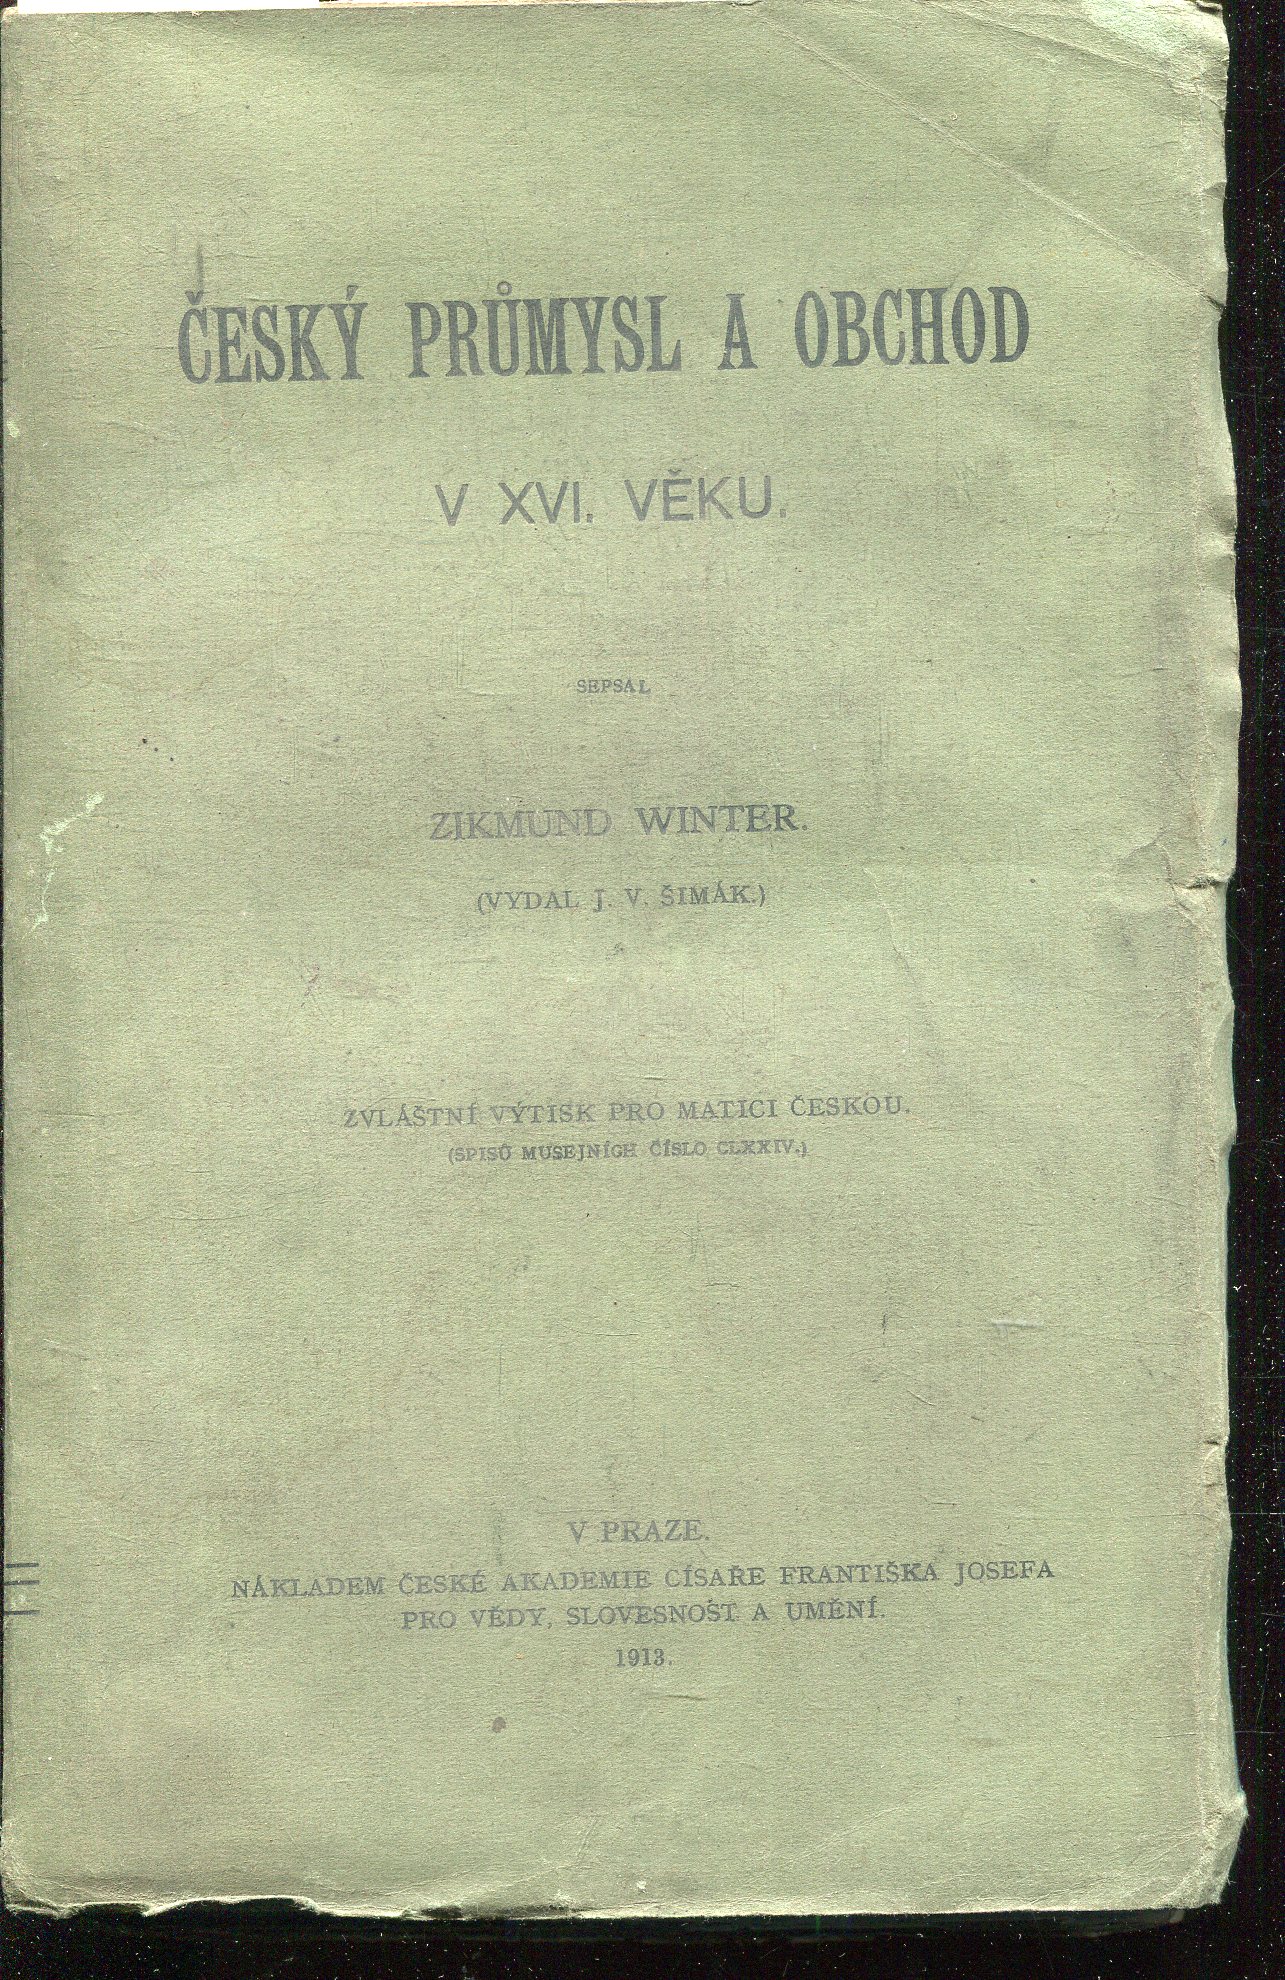 ČESKÝ PRŮMYSL A OBCHOD
V XVI. VĚKU.
SEPSAL
ZIKMUND WINTER.
(VYDAL J. V. ŠIMÁK.)
ZVLÁŠTNÍ VÝTISK PRO MATICI ČESKOU.
(SPISŮ MUSEJNÍCH ČÍSLO CLXXIV.)
V PRAZE.
NÁKLADEM ČESKÉ AKADEMIE CÍSAŘE FRANTIŠKA JOSEFA
PRO VĚDY, SLOVESNOST A UMĚNÍ.
1913.